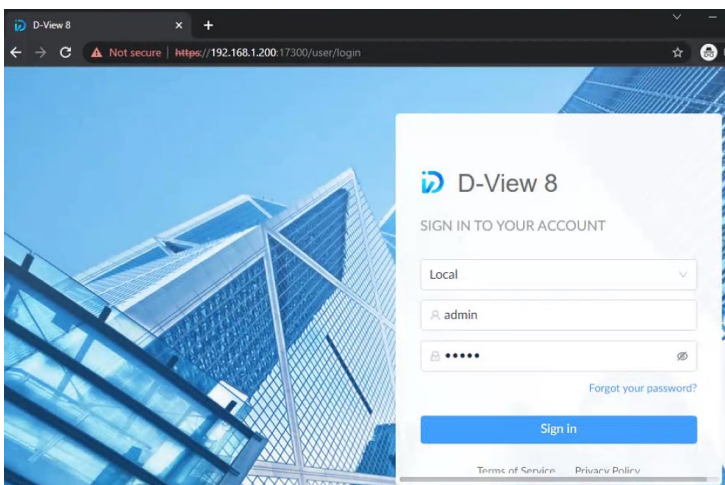 D-View 8
Not secure | https://192.168.1.200:17300/user/login
D-View 8
SIGN IN TO YOUR ACCOUNT
Local
admin
•••••
Forgot your password?
Sign in
Terms of Service Privacy Policy